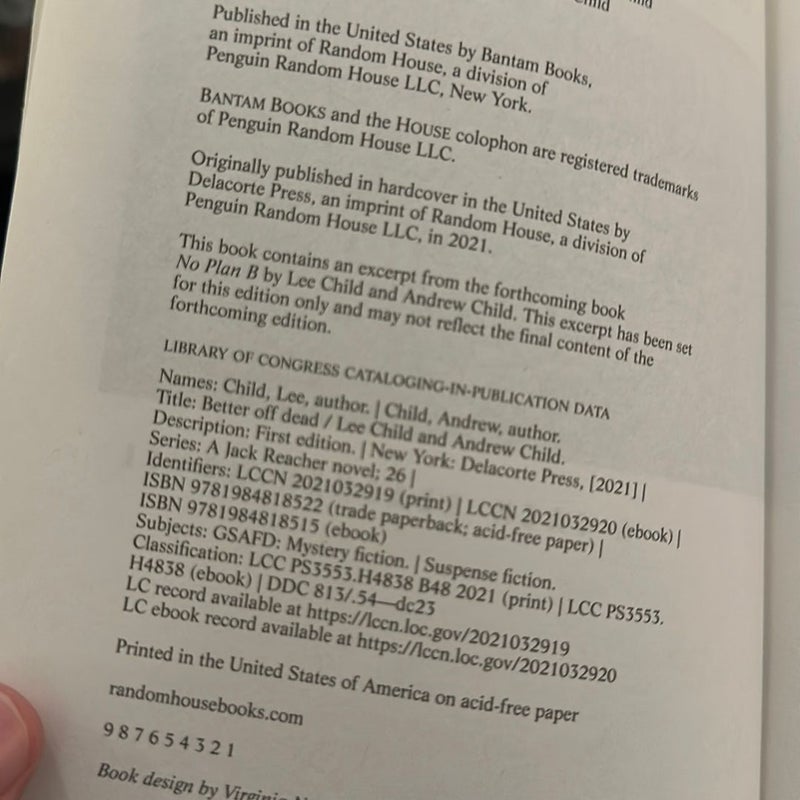 Published in the United States by Bantam Books,
an imprint of Random House, a division of
Penguin Random House LLC, New York.
BANTAM BOOKS and the HOUSE colophon are registered trademarks
of Penguin Random House LLC.
Originally published in hardcover in the United States by
Delacorte Press, an imprint of Random House, a division of
Penguin Random House LLC, in 2021.
This book contains an excerpt from the forthcoming book
No Plan B by Lee Child and Andrew Child. This excerpt has been set
for this edition only and may not reflect the final content of the
forthcoming edition.
LIBRARY OF CONGRESS CATALOGING-IN-PUBLICATION DATA
Names: Child, Lee, author. | Child, Andrew, author.
Title: Better off dead / Lee Child and Andrew Child.
Description: First edition. | New York: Delacorte Press, [2021] |
Series: A Jack Reacher novel; 26 |
Identifiers: LCCN 2021032919 (print) | LCCN 2021032920 (ebook) |
ISBN 9781984818522 (trade paperback; acid-free paper) |
ISBN 9781984818515 (ebook)
Subjects: GSAFD: Mystery fiction. | Suspense fiction.
Classification: LCC PS3553.H4838 B48 2021 (print) | LCC PS3553.
H4838 (ebook) | DDC 813/.54—dc23
LC record available at https://lccn.loc.gov/2021032919
LC ebook record available at https://lccn.loc.gov/2021032920
Printed in the United States of America on acid-free paper
randomhousebooks.com
9 8 7 6 5 4 3 2 1
Book design by Virginia